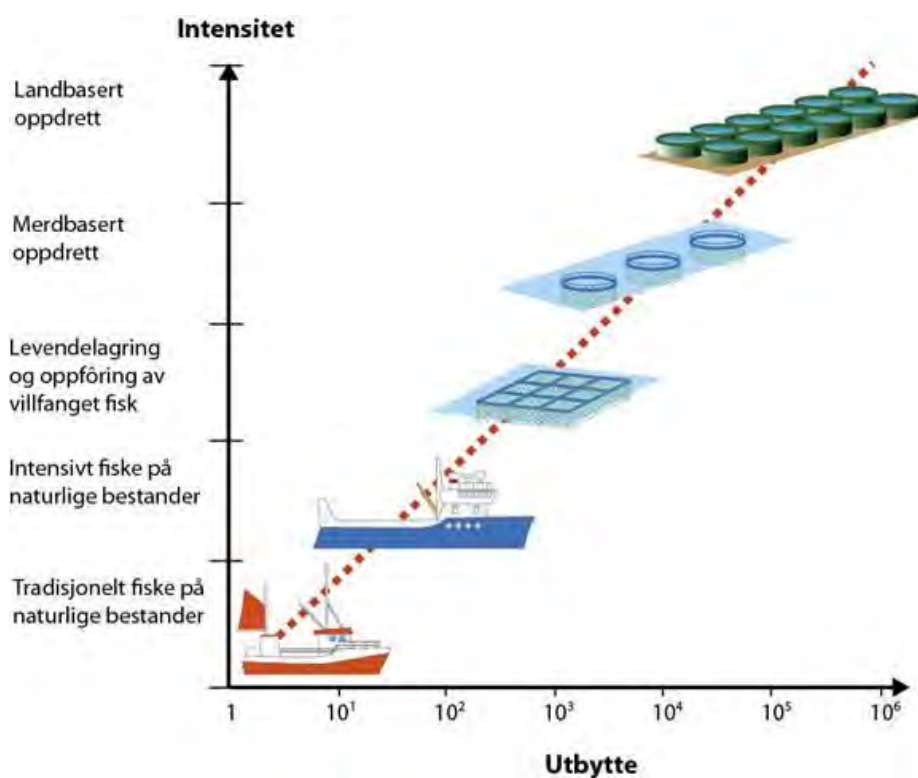 Intensitet
Landbasert
oppdrett
Merdbasert
oppdrett
Levendelagring
og oppfôring av
villfanget fisk
Intensivt fiske på
naturlige bestander
Tradisjonelt fiske på
naturlige bestander
1 10¹ 10² 10³ 10⁴ 10⁵ 10⁶
Utbytte